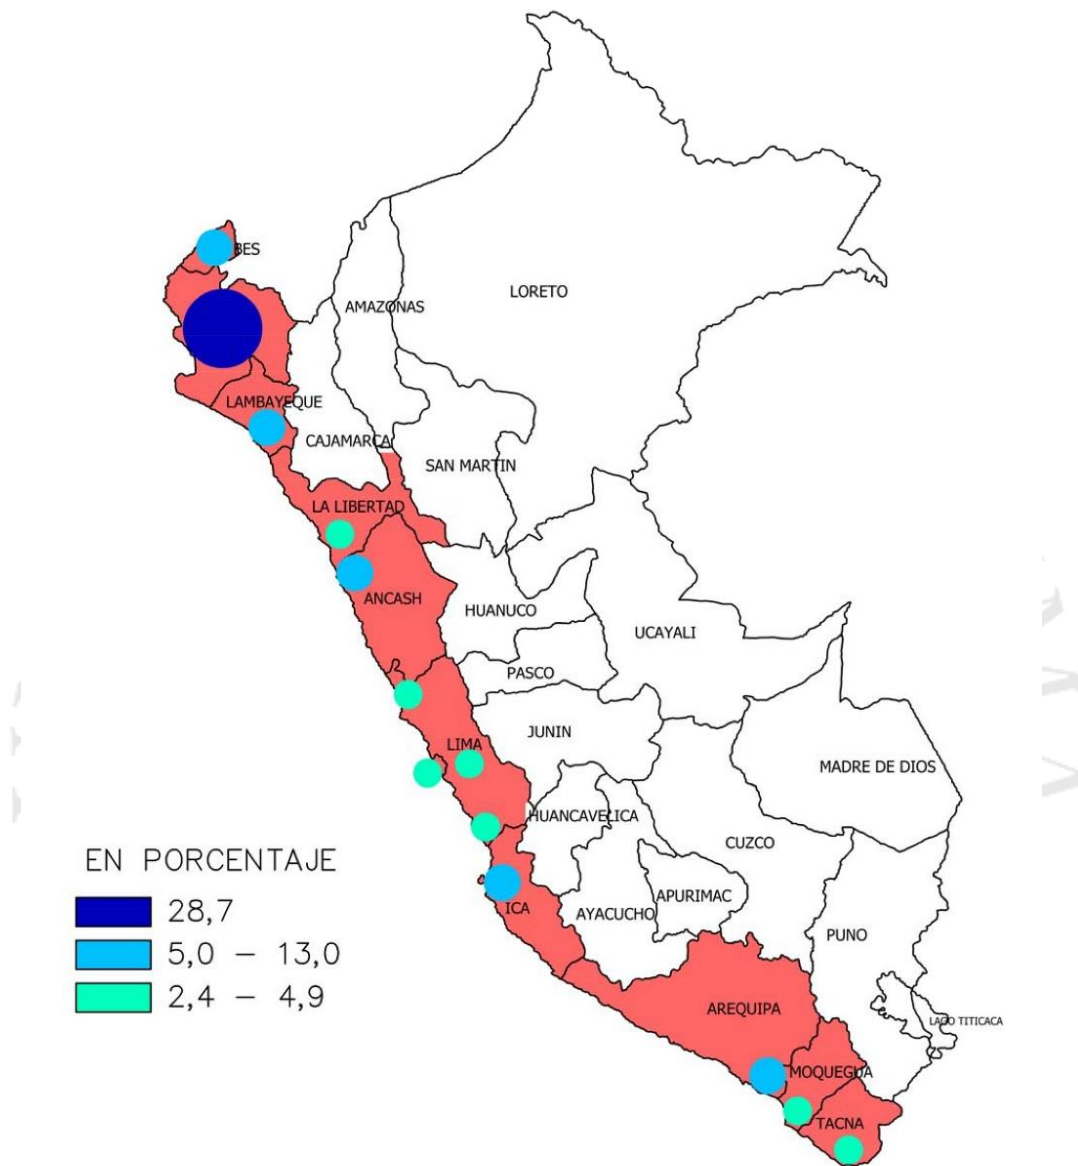 BES
LORETO
AMAZONAS
LAMBAYEQUE
CAJAMARCA
SAN MARTIN
LA LIBERTAD
ANCASH
HUANUCO
UCAYALI
PASCO
JUNIN
LIMA
MADRE DE DIOS
HUANCAVELICA
CUZCO
EN PORCENTAJE
28,7
5,0 – 13,0
2,4 – 4,9
APURIMAC
ICA
AYACUCHO
PUNO
AREQUIPA
LAGO TITICACA
MOQUEGUA
TACNA